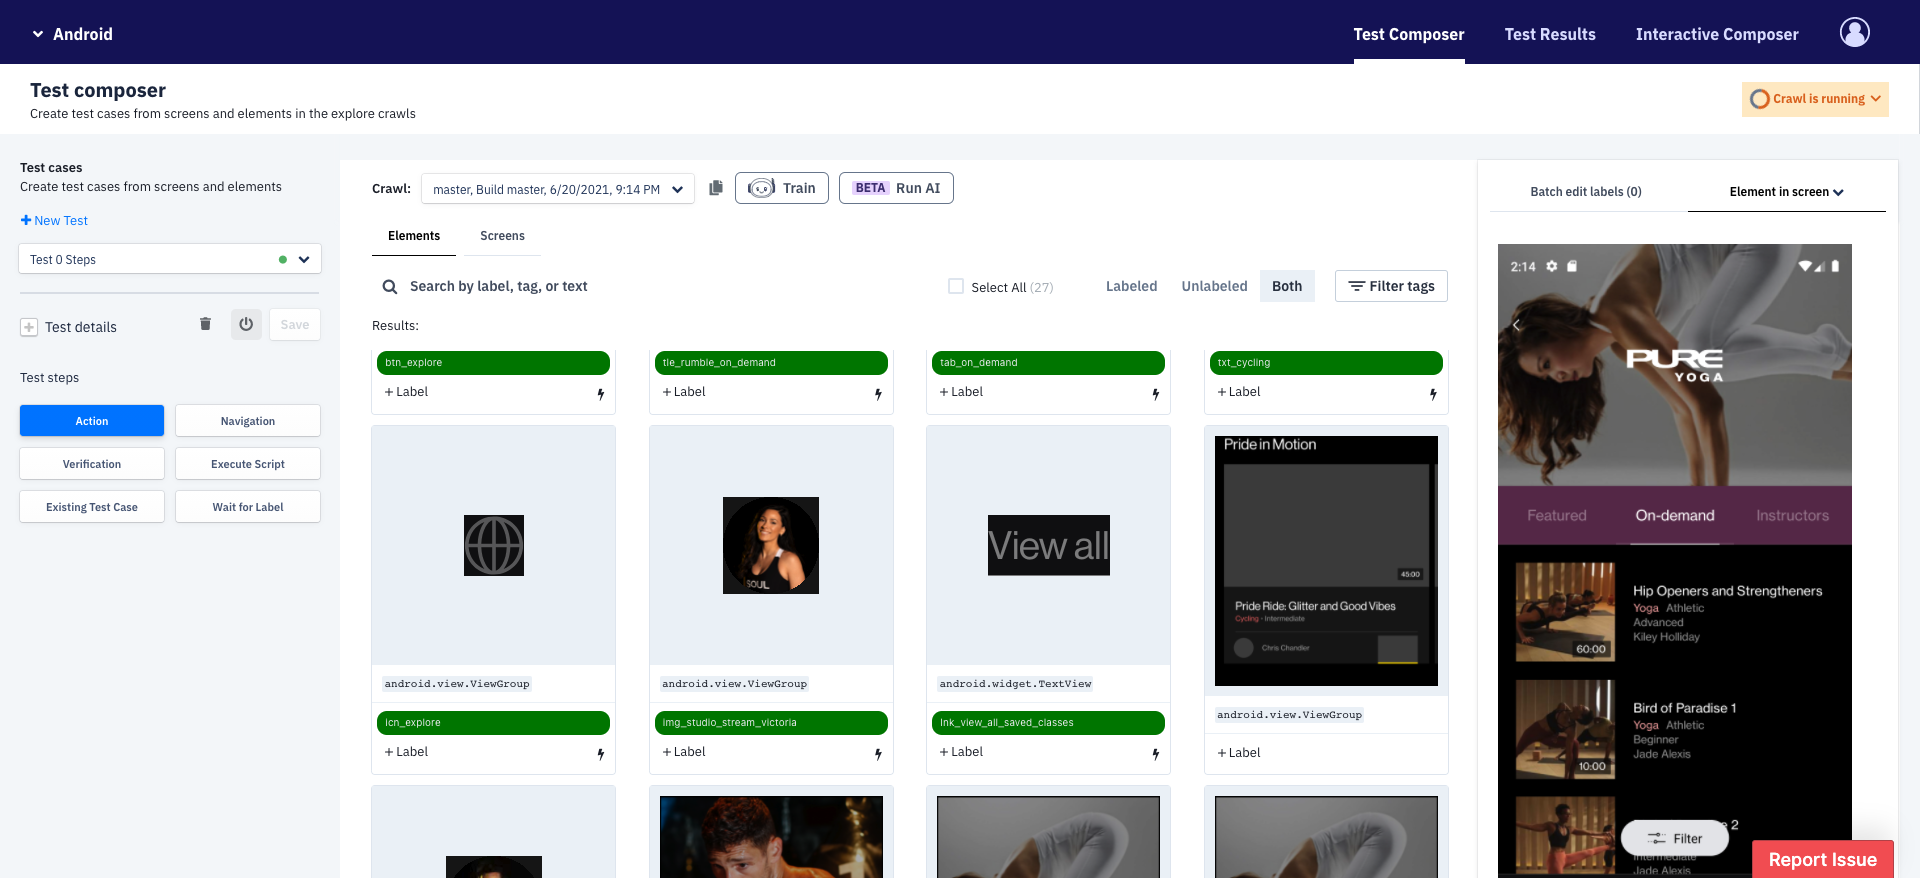 Android
Test Composer
Test Results
Interactive Composer
Test composer
Create test cases from screens and elements in the explore crawls
Crawl is running
Test cases
Create test cases from screens and elements
New Test
Test 0 Steps
Test details
Save
Test steps
Action
Navigation
Verification
Execute Script
Existing Test Case
Wait for Label
Crawl:
master, Build master, 6/20/2021, 9:14 PM
Train
BETA Run AI
Elements
Screens
Search by label, tag, or text
Select All (27)
Labeled
Unlabeled
Both
Filter tags
Results:
btn_explore
tle_rumble_on_demand
tab_on_demand
txt_cycling
+ Label
+ Label
+ Label
+ Label
SOUL
View all
Pride in Motion
45:00
Pride Ride: Glitter and Good Vibes
Cycling · Intermediate
Chris Chandler
android.view.ViewGroup
android.view.ViewGroup
android.widget.TextView
android.view.ViewGroup
icn_explore
img_studio_stream_victoria
lnk_view_all_saved_classes
+ Label
+ Label
+ Label
+ Label
Batch edit labels (0)
Element in screen
2:14
PURE
YOGA
Featured
On-demand
Instructors
Hip Openers and Strengtheners
Yoga Athletic
Advanced
Kiley Holliday
60:00
Bird of Paradise 1
Yoga Athletic
Beginner
Jade Alexis
10:00
2
Filter
Intermediate
Jade Alexis
Report Issue